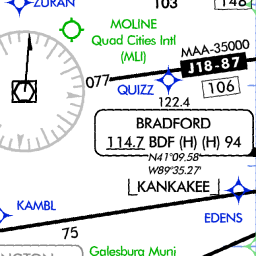 ZURAN
103
148
MOLINE
Quad Cities Intl
(MLI)
MAA-35000
J18-87
077
QUIZZ
106
122.4
BRADFORD
114.7 BDF (H) (H) 94
N41°09.58'
W89°35.27'
KANKAKEE
KAMBL
EDENS
75
Galesburg Muni